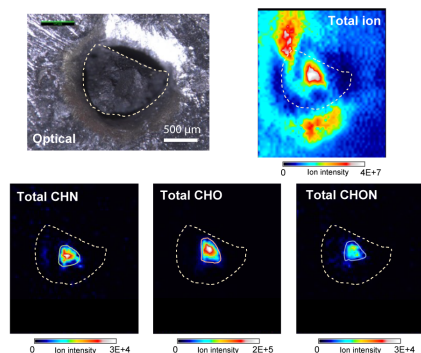 Total ion
Optical
500 μm
0 4E+7
Ion intensity
Total CHN
Total CHO
Total CHON
0 Ion intensity 3E+4
0 Ion intensity 2E+5
0 Ion intensity 3E+4